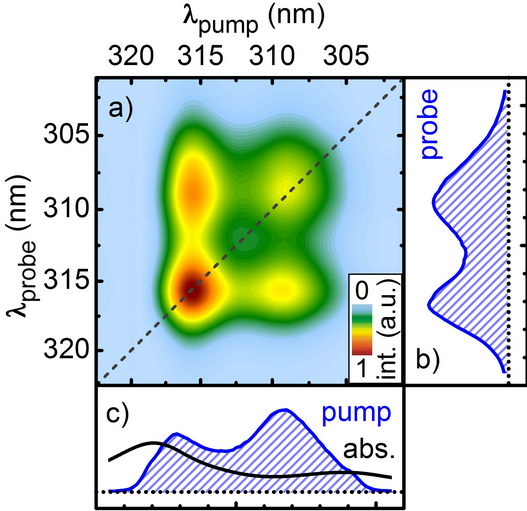 λpump (nm)
320 315 310 305
a)
305
310
315
320
λprobe (nm)
0
1
int. (a.u.)
probe
b)
c)
pump
abs.